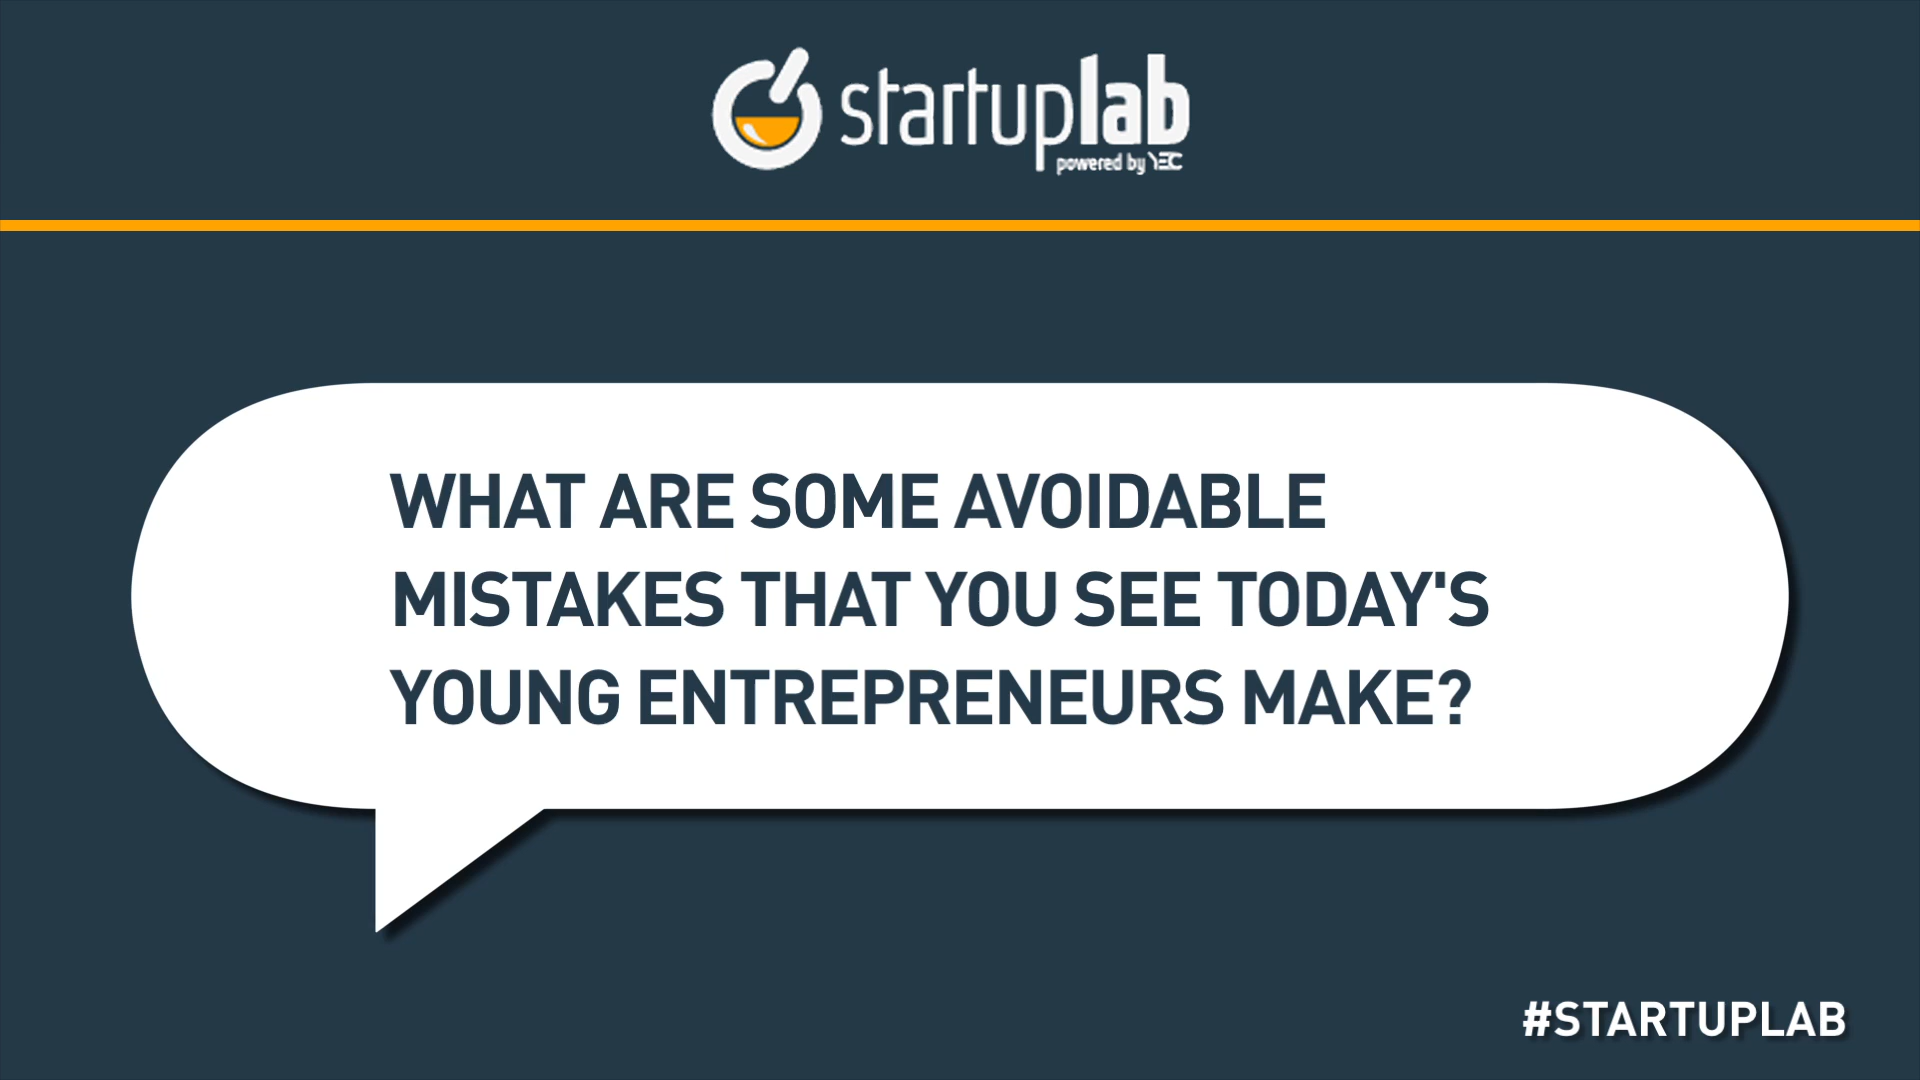 startuplab
powered by YEC
WHAT ARE SOME AVOIDABLE
MISTAKES THAT YOU SEE TODAY'S
YOUNG ENTREPRENEURS MAKE?
#STARTUPLAB